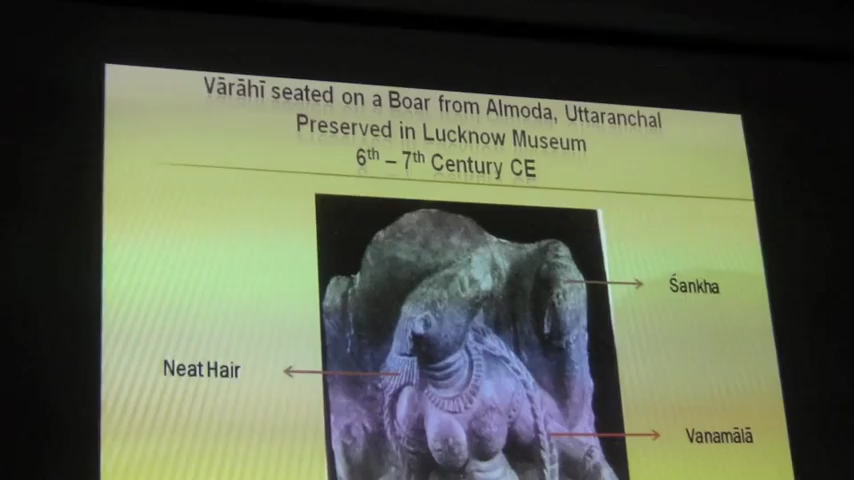 Vārāhī seated on a Boar from Almoda, Uttaranchal
Preserved in Lucknow Museum
6th – 7th Century CE
Śankha
Neat Hair
Vanamālā